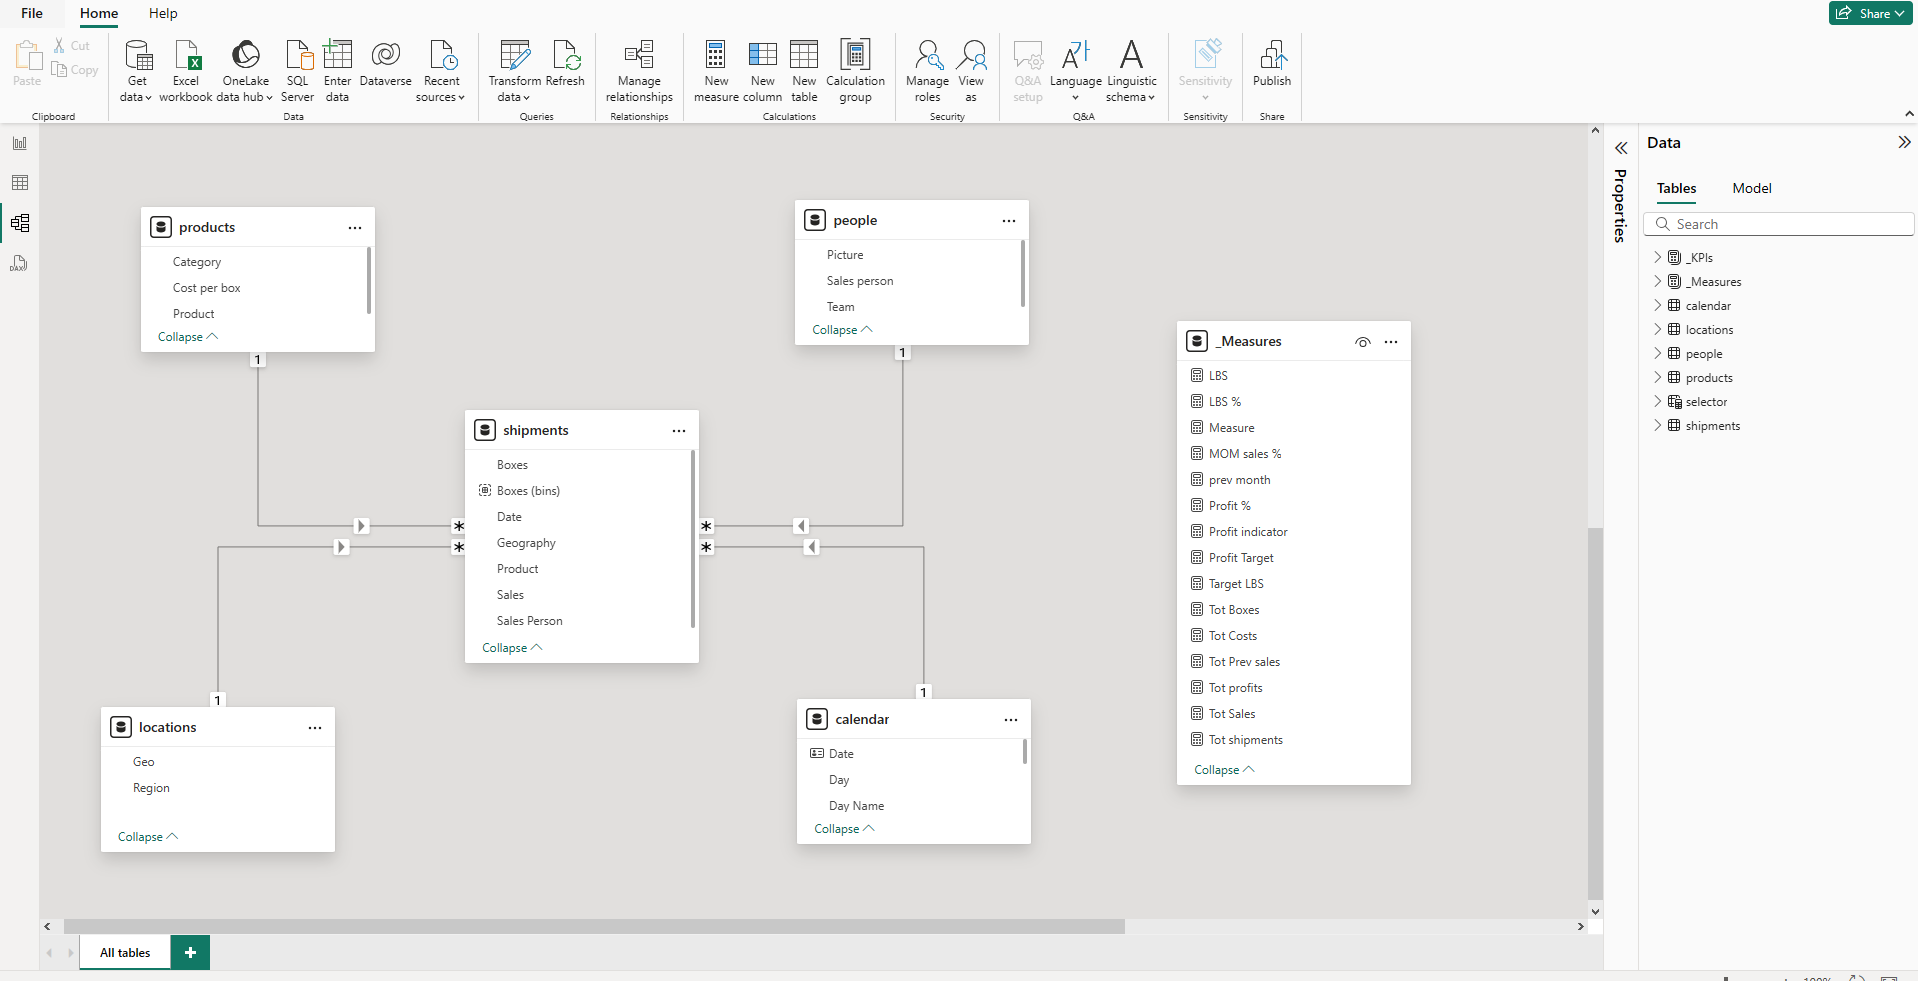 File
Home
Help
Share
Paste
Cut
Copy
Clipboard
Get data
Excel workbook
OneLake data hub
SQL Server
Enter data
Dataverse
Recent sources
Data
Transform data
Refresh
Queries
Manage relationships
Relationships
New measure
New column
New table
Calculation group
Calculations
Manage roles
View as
Security
Q&A setup
Language
Linguistic schema
Q&A
Sensitivity
Sensitivity
Publish
Share
DAX
products
Category
Cost per box
Product
Collapse
1
people
Picture
Sales person
Team
Collapse
1
shipments
Boxes
Boxes (bins)
Date
Geography
Product
Sales
Sales Person
Collapse
*
*
*
*
1
locations
Geo
Region
Collapse
1
calendar
Date
Day
Day Name
Collapse
_Measures
LBS
LBS %
Measure
MOM sales %
prev month
Profit %
Profit indicator
Profit Target
Target LBS
Tot Boxes
Tot Costs
Tot Prev sales
Tot profits
Tot Sales
Tot shipments
Collapse
Properties
Data
Tables
Model
Search
_KPIs
_Measures
calendar
locations
people
products
selector
shipments
All tables
+